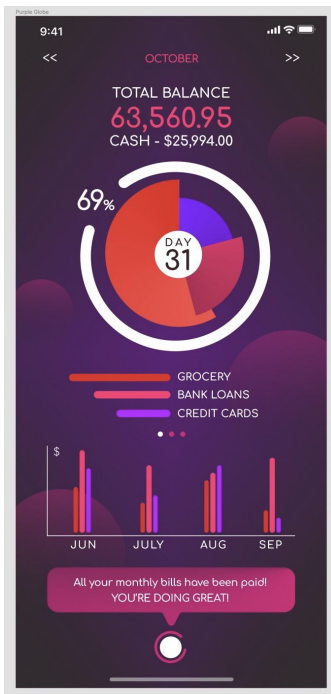 Purple Globe
9:41
<< OCTOBER >>
TOTAL BALANCE
63,560.95
CASH - $25,994.00
69%
DAY
31
GROCERY
BANK LOANS
CREDIT CARDS
$
JUN JULY AUG SEP
All your monthly bills have been paid!
YOU'RE DOING GREAT!